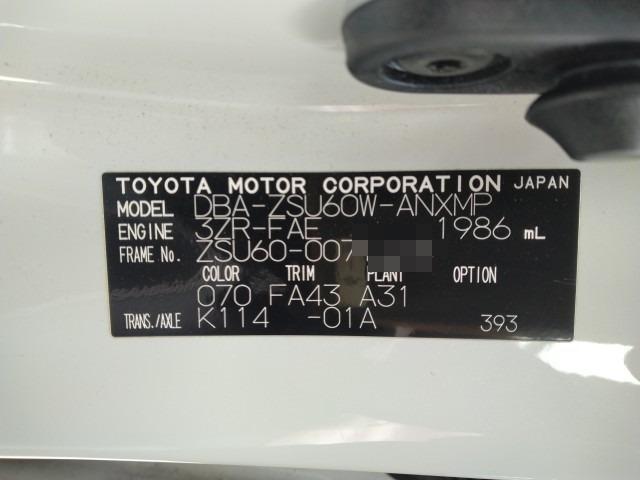 TOYOTA MOTOR CORPORATION JAPAN
MODEL DBA-ZSU60W-ANXMP
ENGINE 3ZR-FAE 1986 mL
FRAME No. ZSU60-007
COLOR TRIM PLANT OPTION
070 FA43 A31
TRANS./AXLE K114 -01A 393